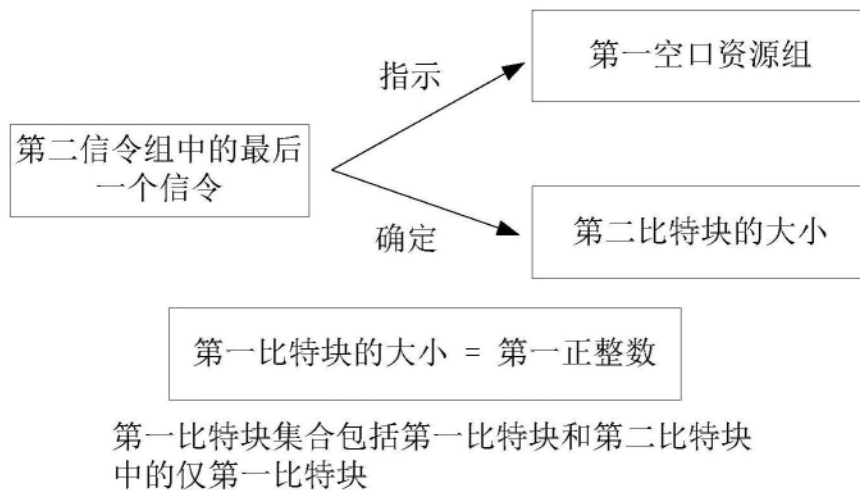 第一空口资源组
指示
第二信令组中的最后
一个信令
确定
第二比特块的大小
第一比特块的大小 = 第一正整数
第一比特块集合包括第一比特块和第二比特块
中的仅第一比特块